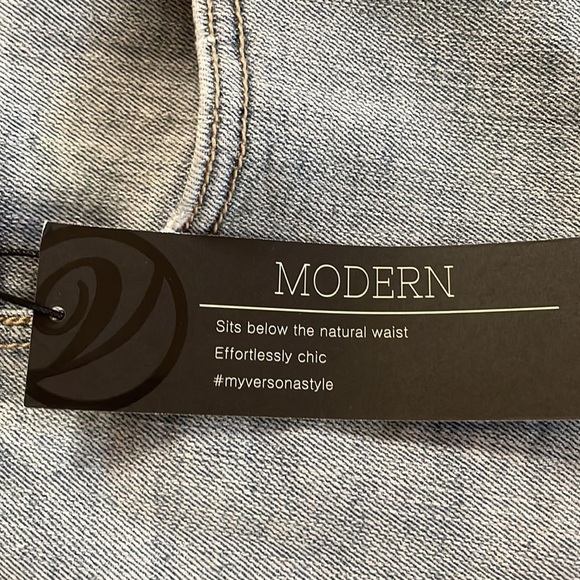 MODERN
Sits below the natural waist
Effortlessly chic
#myversonastyle